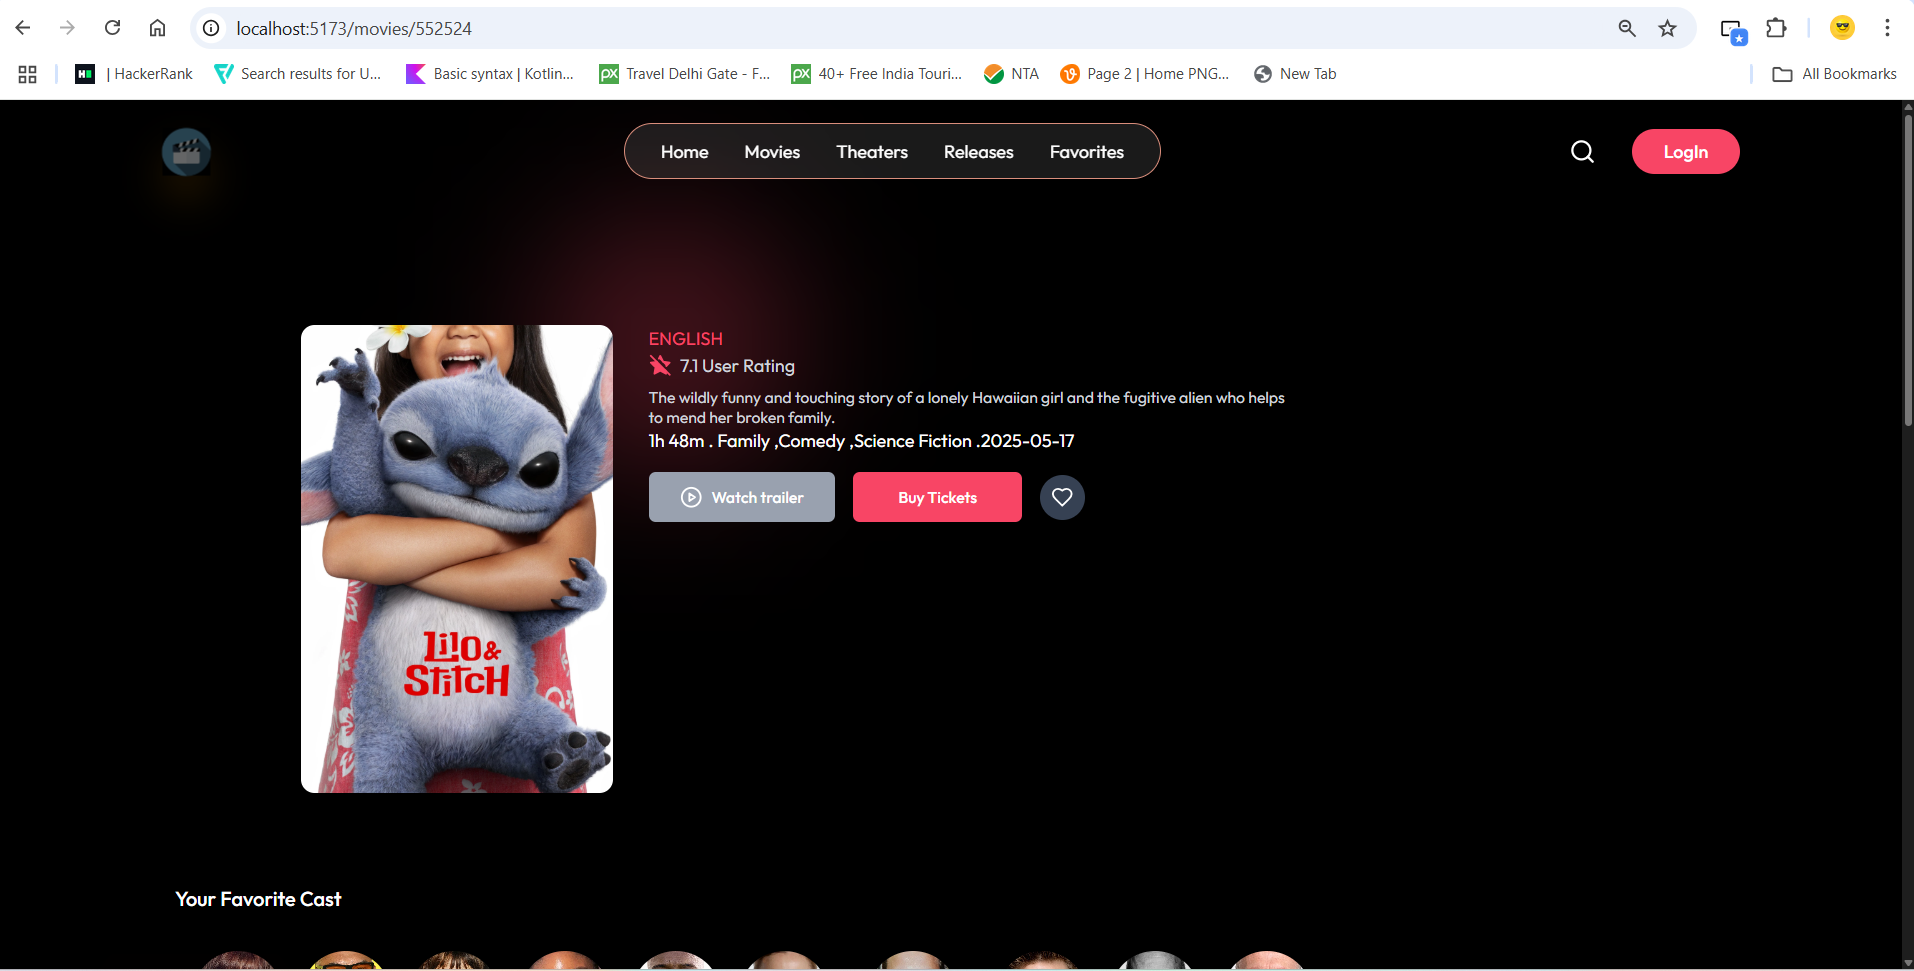 localhost:5173/movies/552524
| HackerRank
Search results for U...
Basic syntax | Kotlin...
Travel Delhi Gate - F...
40+ Free India Touri...
NTA
Page 2 | Home PNG...
New Tab
All Bookmarks
Home
Movies
Theaters
Releases
Favorites
LogIn
ENGLISH
7.1 User Rating
The wildly funny and touching story of a lonely Hawaiian girl and the fugitive alien who helps
to mend her broken family.
1h 48m . Family ,Comedy ,Science Fiction .2025-05-17
Watch trailer
Buy Tickets
Lilo &
Stitch
Your Favorite Cast